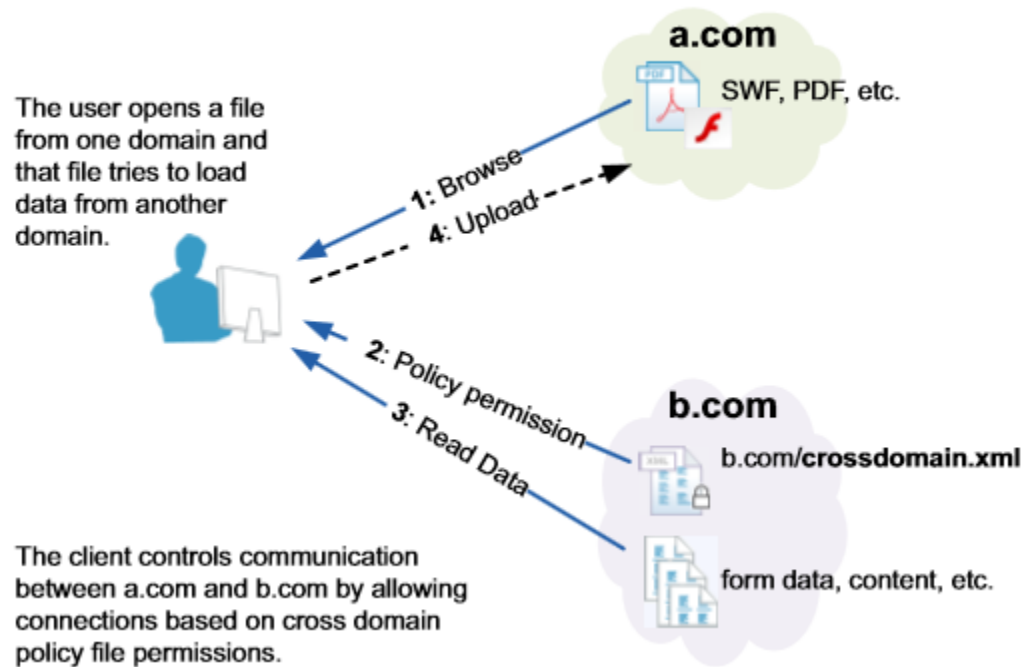 a.com
SWF, PDF, etc.
PDF
The user opens a file
from one domain and
that file tries to load
data from another
domain.
1: Browse
4: Upload
2: Policy permission
3: Read Data
b.com
XML
b.com/crossdomain.xml
form data, content, etc.
The client controls communication
between a.com and b.com by allowing
connections based on cross domain
policy file permissions.